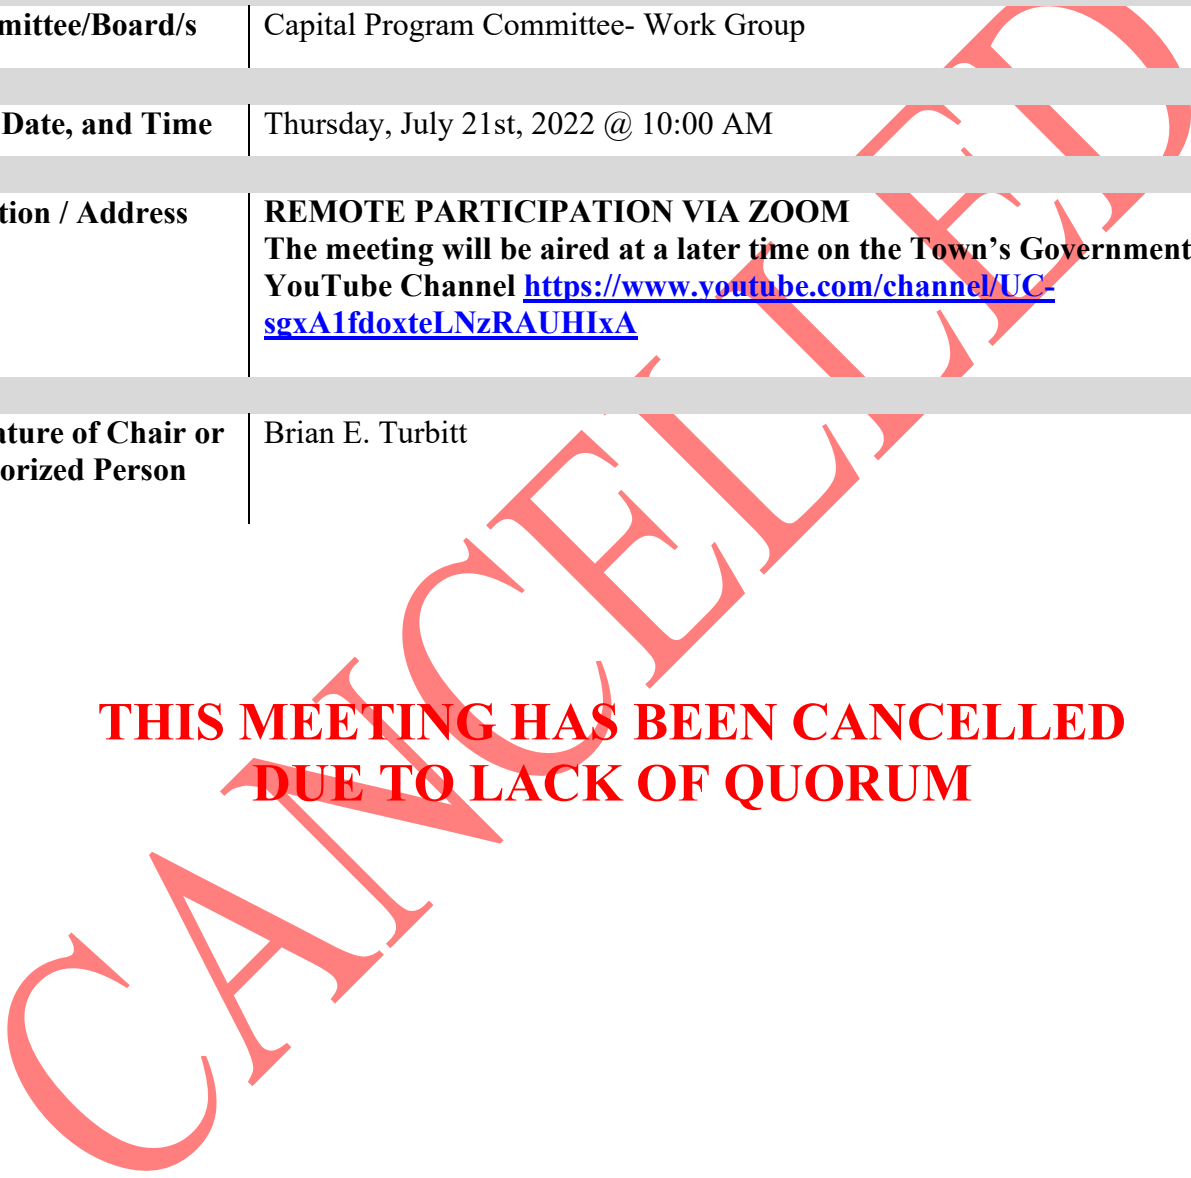 mittee/Board/s Capital Program Committee- Work Group
Date, and Time Thursday, July 21st, 2022 @ 10:00 AM
tion / Address REMOTE PARTICIPATION VIA ZOOM
The meeting will be aired at a later time on the Town’s Government
YouTube Channel https://www.youtube.com/channel/UC-
sgxA1fdoxteLNzRAUHIxA
ature of Chair or Brian E. Turbitt
orized Person
THIS MEETING HAS BEEN CANCELLED
DUE TO LACK OF QUORUM
CANCELLED